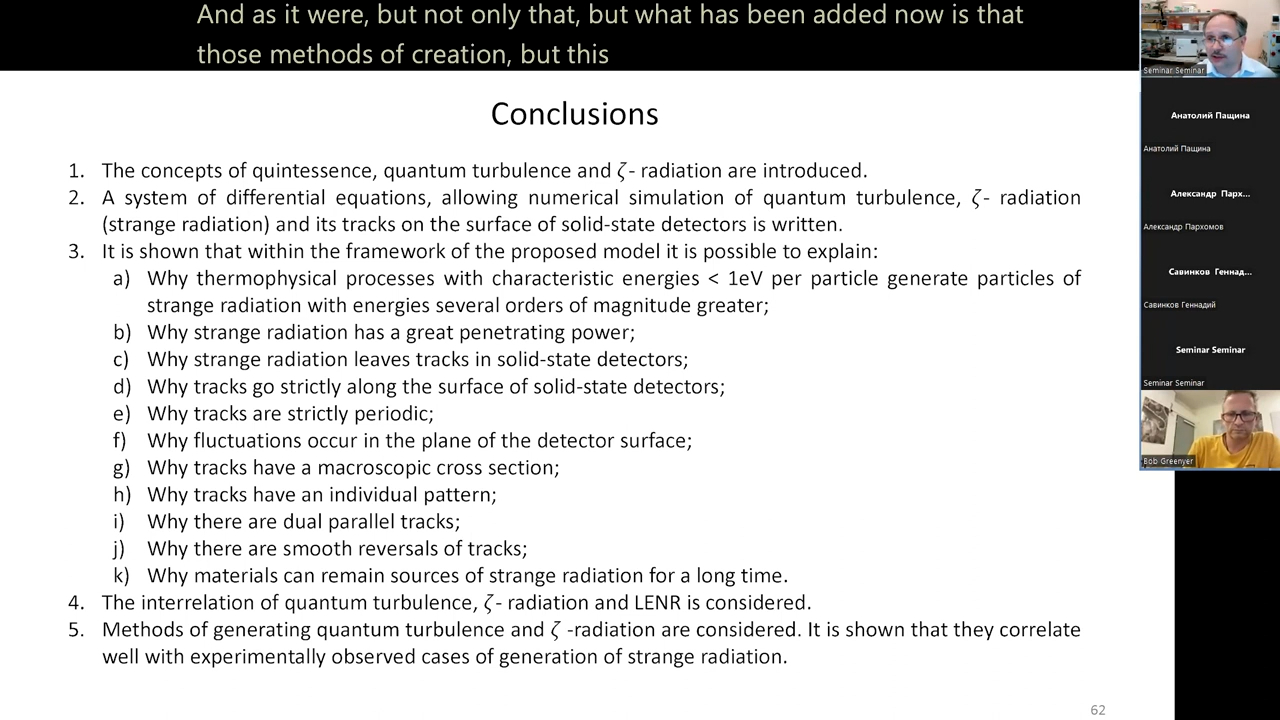 And as it were, but not only that, but what has been added now is that
those methods of creation, but this
Conclusions
1. The concepts of quintessence, quantum turbulence and ζ - radiation are introduced.
2. A system of differential equations, allowing numerical simulation of quantum turbulence, ζ - radiation
(strange radiation) and its tracks on the surface of solid-state detectors is written.
3. It is shown that within the framework of the proposed model it is possible to explain:
a) Why thermophysical processes with characteristic energies < 1eV per particle generate particles of
strange radiation with energies several orders of magnitude greater;
b) Why strange radiation has a great penetrating power;
c) Why strange radiation leaves tracks in solid-state detectors;
d) Why tracks go strictly along the surface of solid-state detectors;
e) Why tracks are strictly periodic;
f) Why fluctuations occur in the plane of the detector surface;
g) Why tracks have a macroscopic cross section;
h) Why tracks have an individual pattern;
i) Why there are dual parallel tracks;
j) Why there are smooth reversals of tracks;
k) Why materials can remain sources of strange radiation for a long time.
4. The interrelation of quantum turbulence, ζ - radiation and LENR is considered.
5. Methods of generating quantum turbulence and ζ -radiation are considered. It is shown that they correlate
well with experimentally observed cases of generation of strange radiation.
62
Seminar Seminar
Анатолий Пащина
Анатолий Пащина
Александр Парх...
Александр Пархомов
Савинков Геннад...
Савинков Геннадий
Seminar Seminar
Seminar Seminar
Bob Greenyer